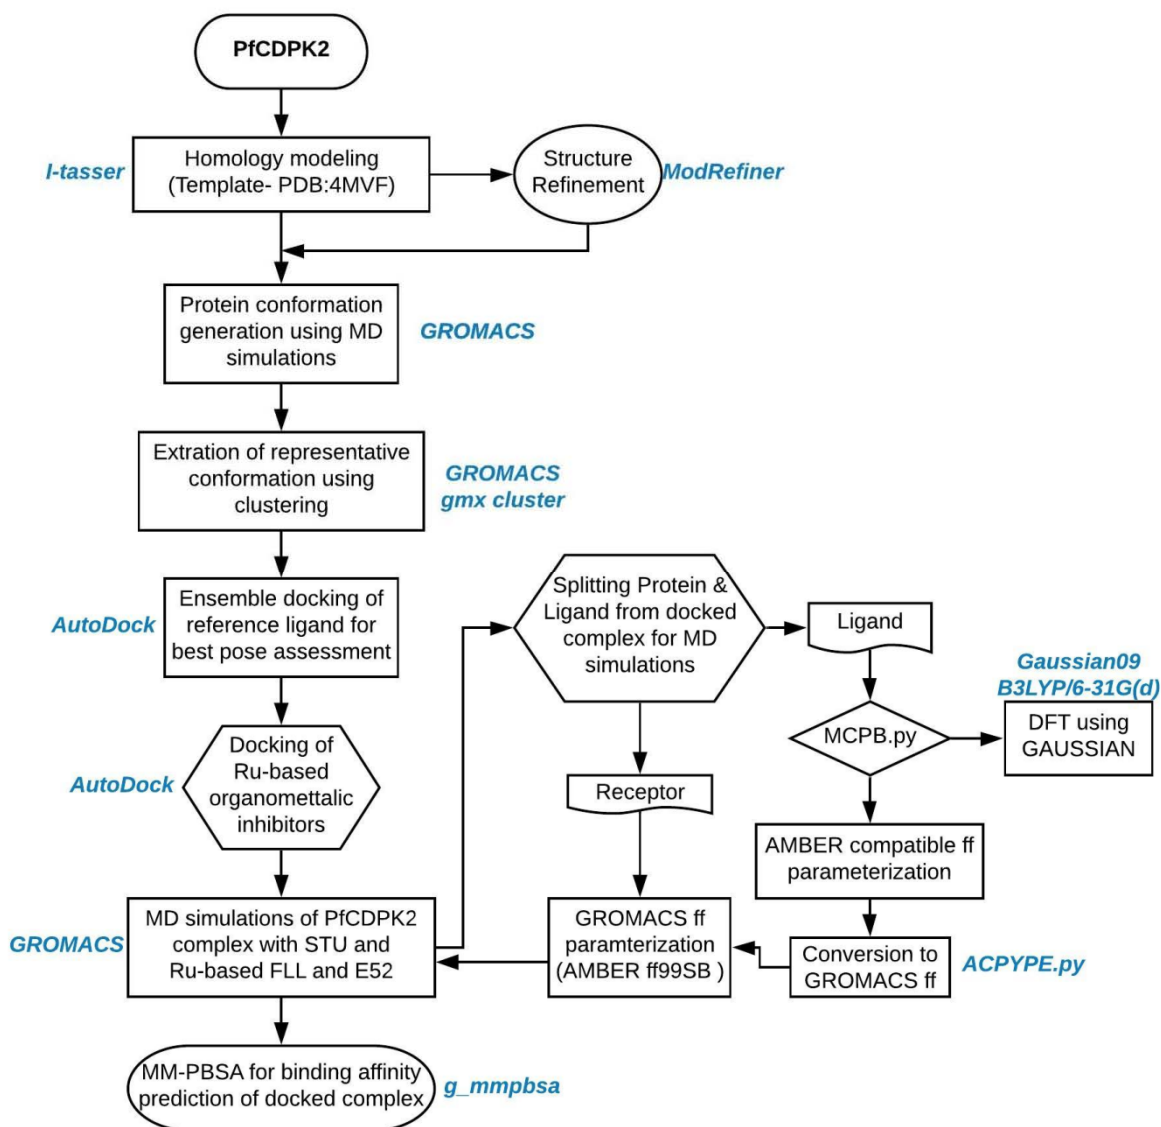 PfCDPK2
I-tasser
Homology modeling
(Template- PDB:4MVF)
Structure
Refinement
ModRefiner
Protein conformation
generation using MD
simulations
GROMACS
Extration of representative
conformation using
clustering
GROMACS
gmx cluster
AutoDock
Ensemble docking of
reference ligand for
best pose assessment
AutoDock
Docking of
Ru-based
organomettalic
inhibitors
GROMACS
MD simulations of PfCDPK2
complex with STU and
Ru-based FLL and E52
Splitting Protein &
Ligand from docked
complex for MD
simulations
Ligand
Gaussian09
B3LYP/6-31G(d)
MCPB.py
DFT using
GAUSSIAN
Receptor
AMBER compatible ff
parameterization
GROMACS ff
paramterization
(AMBER ff99SB )
Conversion to
GROMACS ff
ACPYPE.py
MM-PBSA for binding affinity
prediction of docked complex
g_mmpbsa